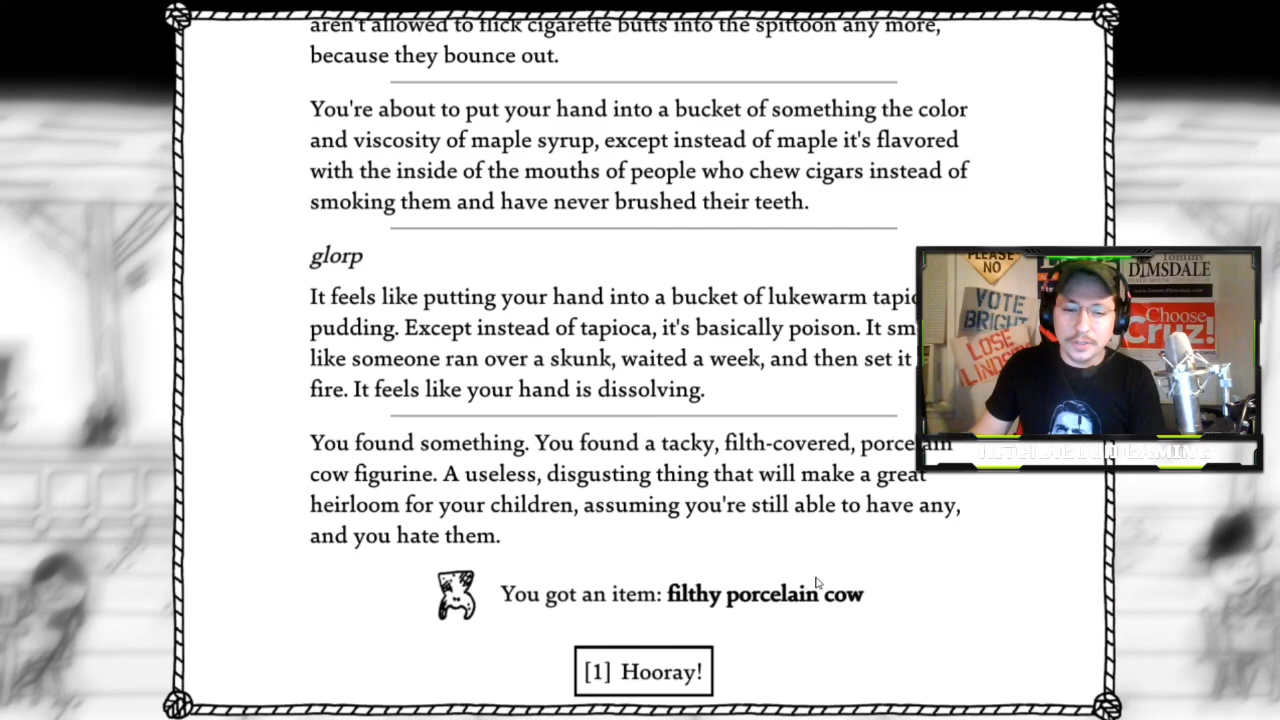 aren't allowed to flick cigarette butts into the spittoon any more,
because they bounce out.
You're about to put your hand into a bucket of something the color
and viscosity of maple syrup, except instead of maple it's flavored
with the inside of the mouths of people who chew cigars instead of
smoking them and have never brushed their teeth.
glorp
It feels like putting your hand into a bucket of lukewarm tapio
pudding. Except instead of tapioca, it's basically poison. It sm
like someone ran over a skunk, waited a week, and then set it
fire. It feels like your hand is dissolving.
You found something. You found a tacky, filth-covered, porcelain
cow figurine. A useless, disgusting thing that will make a great
heirloom for your children, assuming you're still able to have any,
and you hate them.
You got an item: filthy porcelain cow
[1] Hooray!
PLEASE
NO
VOTE
BRIGHT
LOSE
Tommy
DIMSDALE
Choose
Cruz!